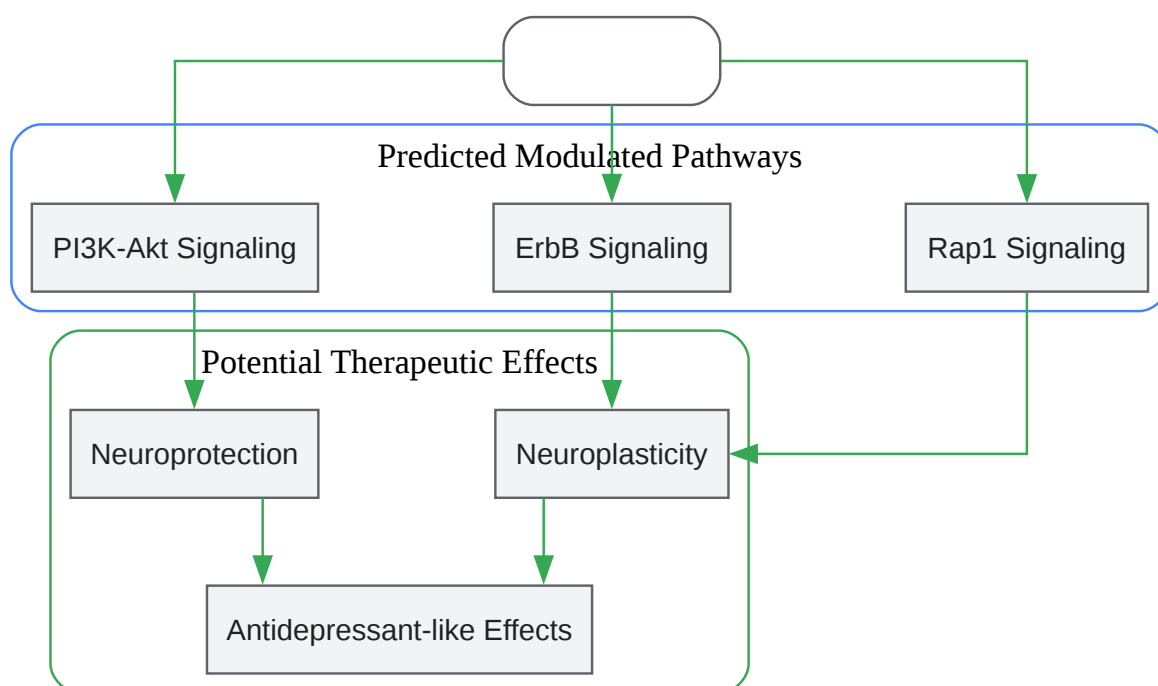 Predicted Modulated Pathways
PI3K-Akt Signaling
ErbB Signaling
Rap1 Signaling
Potential Therapeutic Effects
Neuroprotection
Neuroplasticity
Antidepressant-like Effects